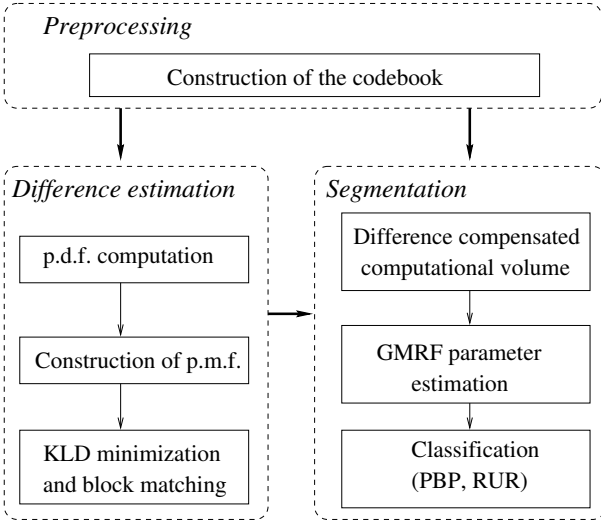 Preprocessing
Construction of the codebook
Difference estimation
p.d.f. computation
Construction of p.m.f.
KLD minimization
and block matching
Segmentation
Difference compensated
computational volume
GMRF parameter
estimation
Classification
(PBP, RUR)